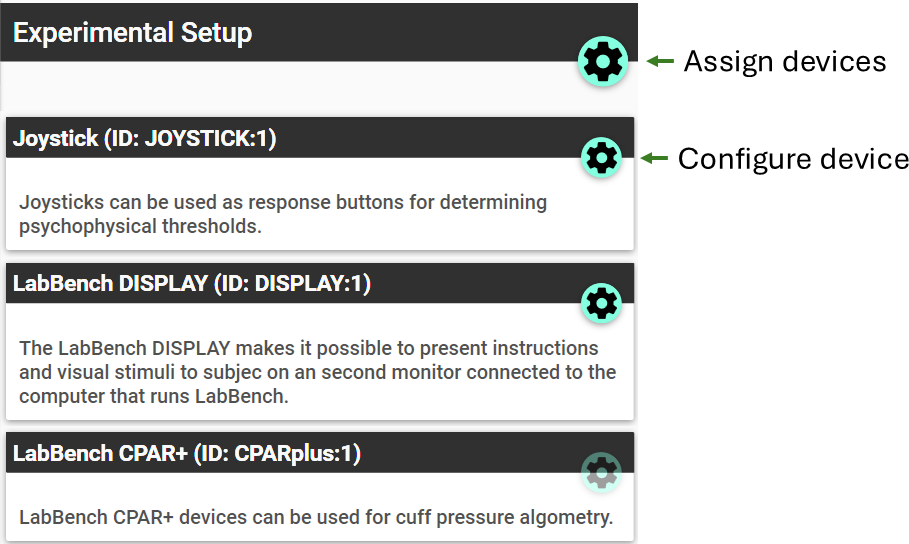 Experimental Setup
Assign devices
Joystick (ID: JOYSTICK:1)
Configure device
Joysticks can be used as response buttons for determining
psychophysical thresholds.
LabBench DISPLAY (ID: DISPLAY:1)
The LabBench DISPLAY makes it possible to present instructions
and visual stimuli to subjec on an second monitor connected to the
computer that runs LabBench.
LabBench CPAR+ (ID: CPARplus:1)
LabBench CPAR+ devices can be used for cuff pressure algometry.